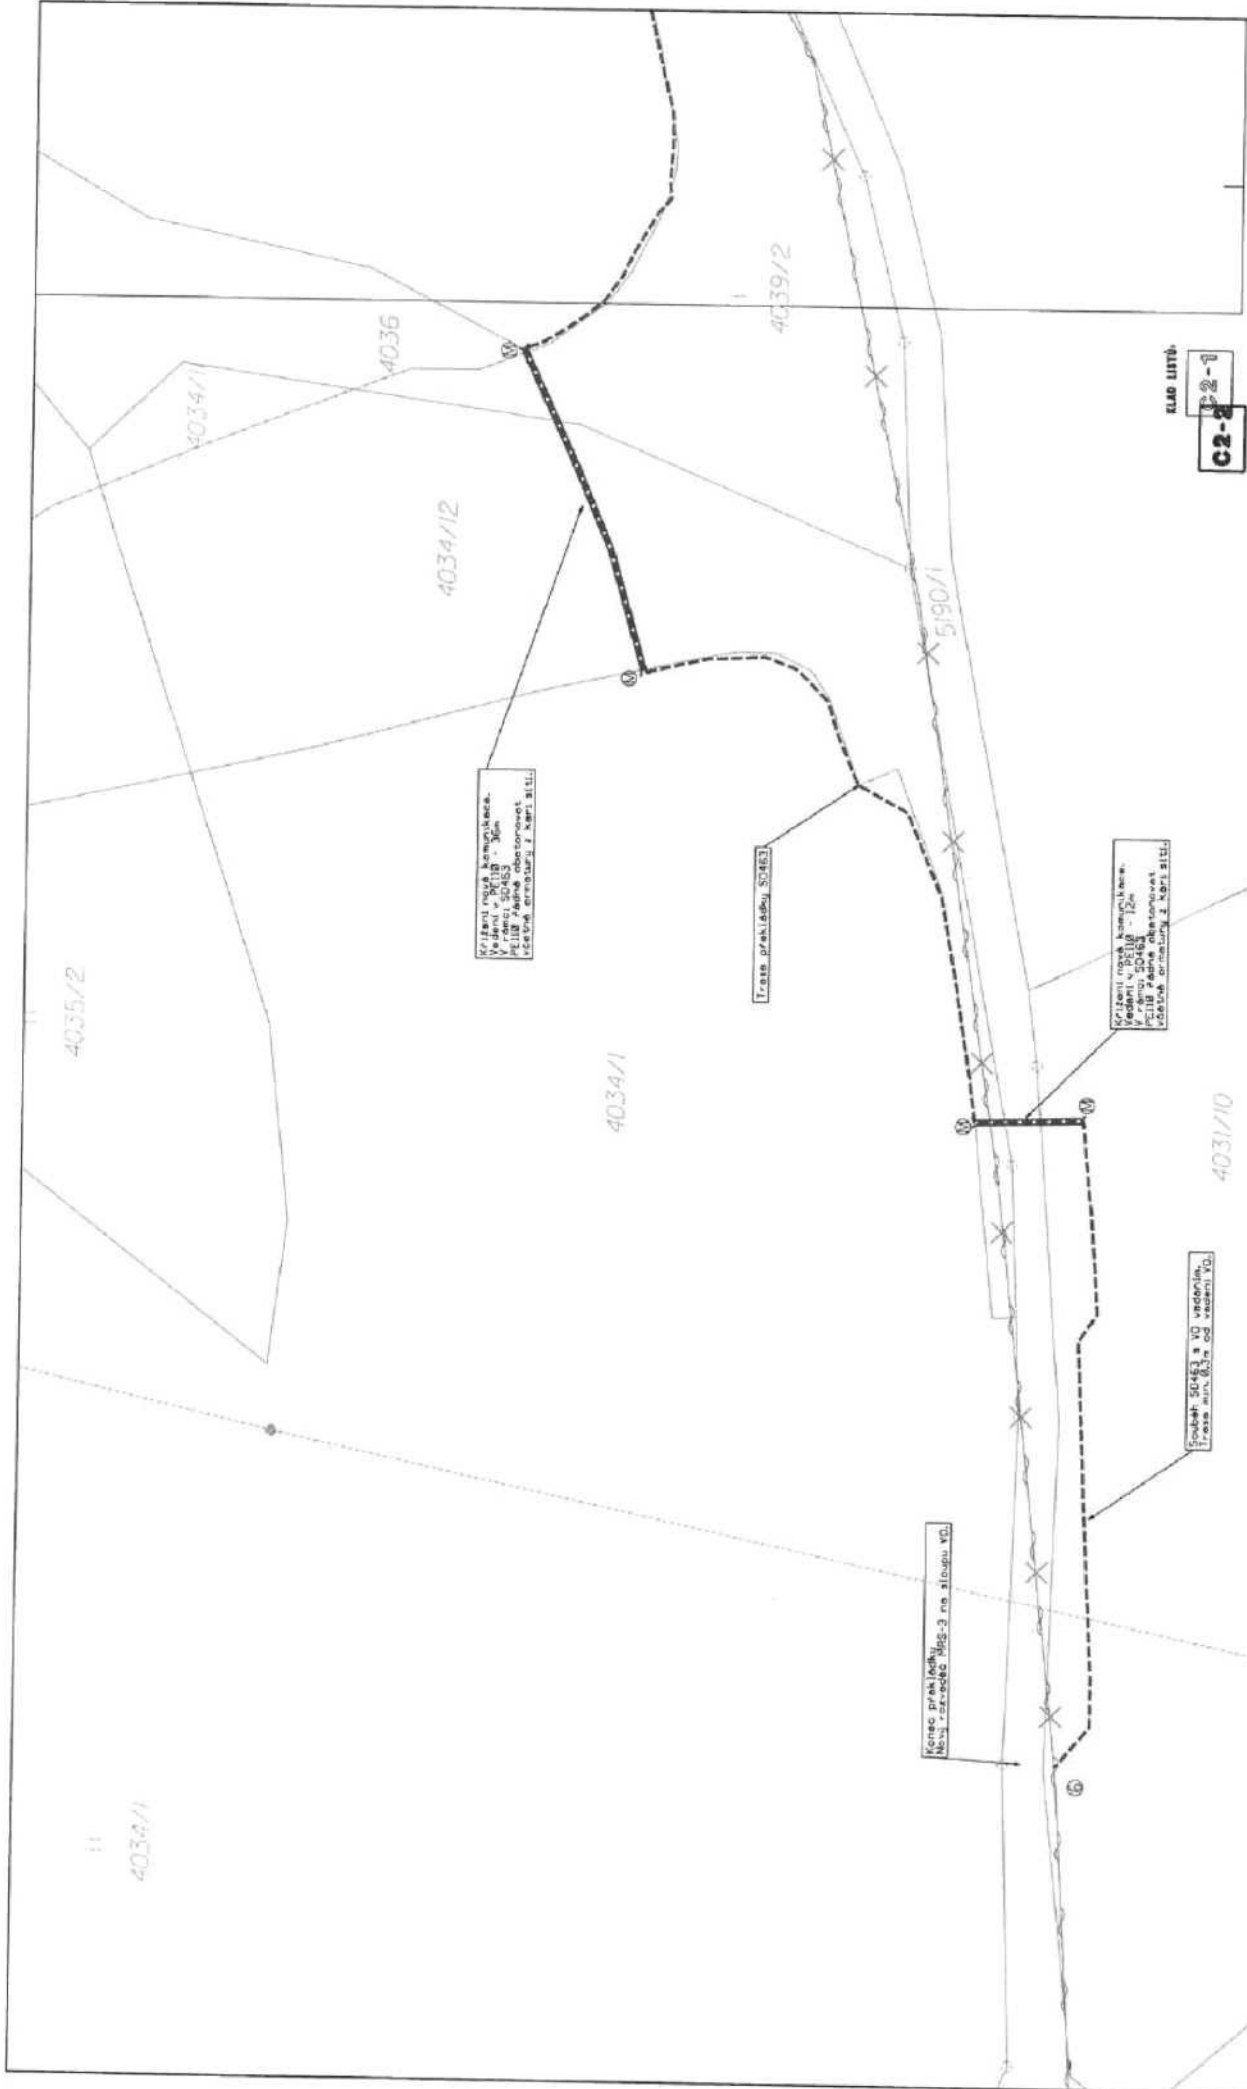 4034/1
4035/2
4034/1
4036
4034/12
4039/2
Křížení nové komunikace.
Vedení v PE110 - 36m
V rámci SO463
PE110 řádně obetonovat
včetně armatury z kari sítí.
4034/1
Trasa překládky SO463
5190/1
Konec překládky
Nový rozvaděč MRS-3 na sloupu VO.
Křížení nové komunikace.
Vedení v PE110 - 12m
V rámci SO463
PE110 řádně obetonovat
včetně armatury z kari sítí.
Souběh SO463 s VO vedením.
Trasa min. 0,3m od vedení VO.
4031/10
M
M
M
M
6
KLAD LISTŮ:
C2-2
C2-1